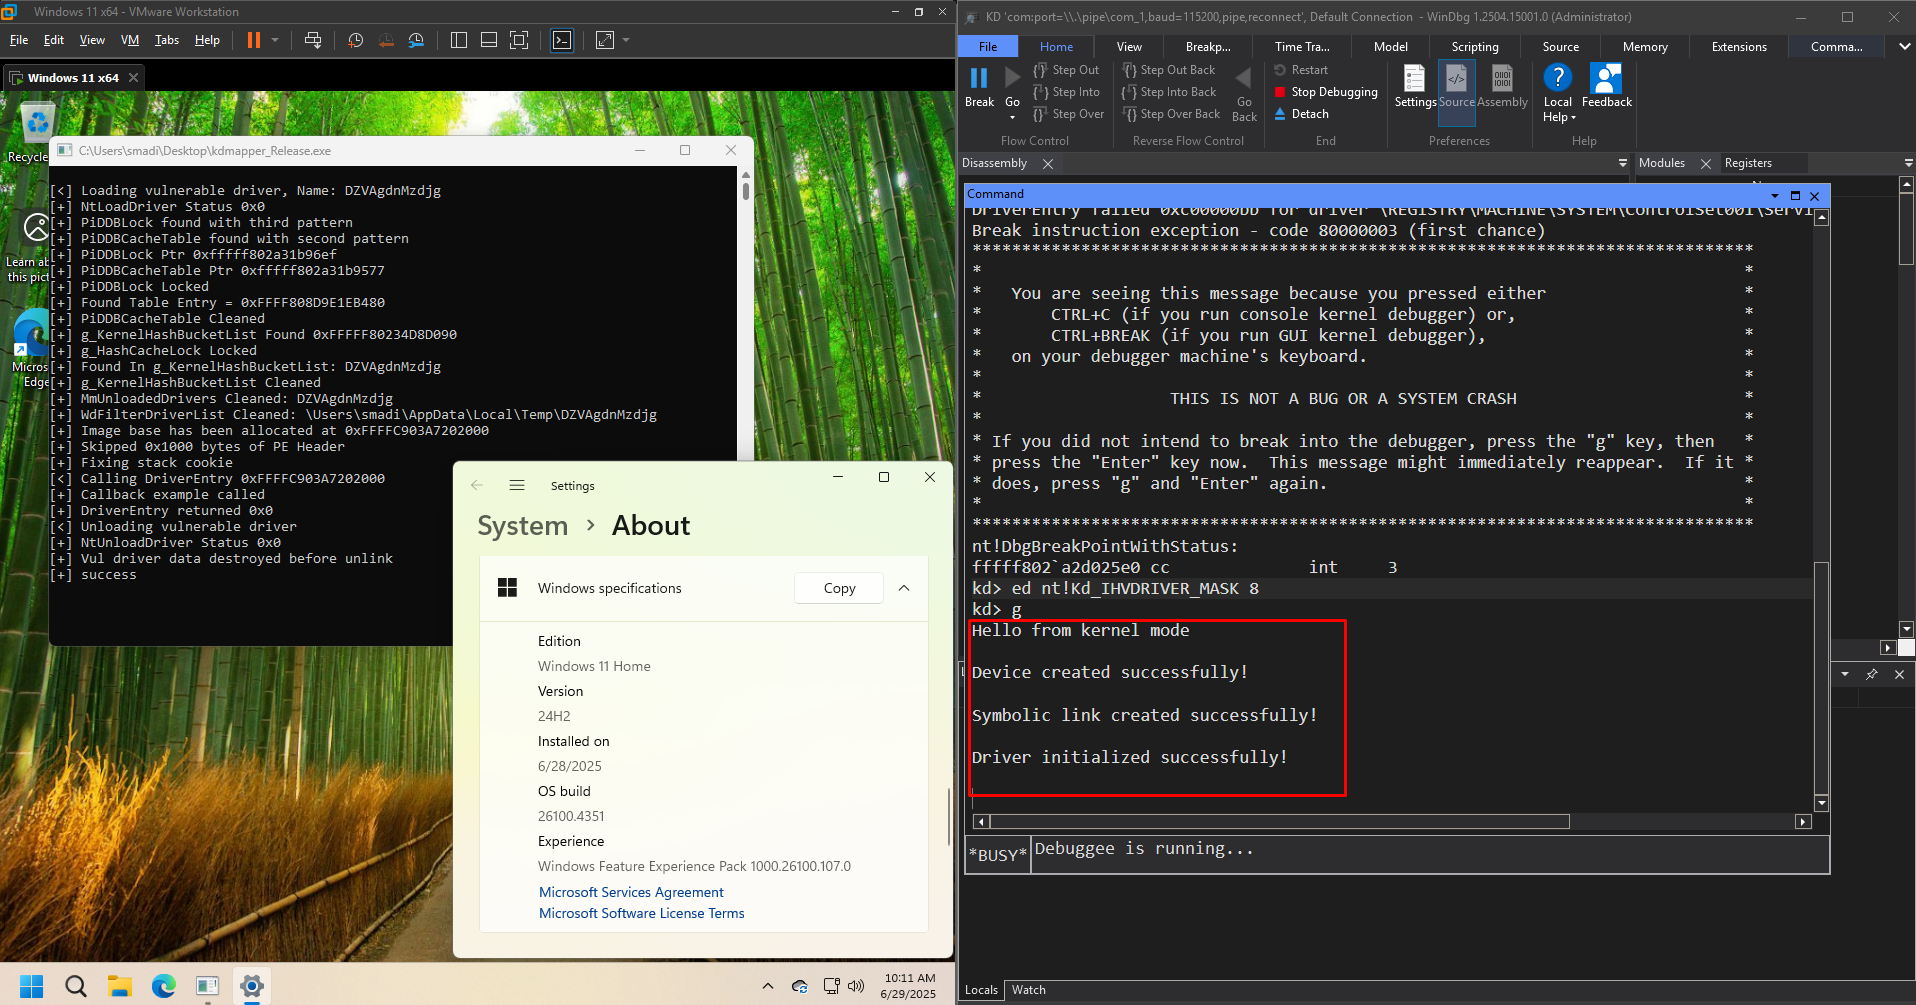 Windows 11 x64 - VMware Workstation
File Edit View VM Tabs Help
Windows 11 x64
Recycle
Learn ab
this pict
Micros
Edge
C:\Users\smadi\Desktop\kdmapper_Release.exe
[<] Loading vulnerable driver, Name: DZVAgdnMzdjg
[+] NtLoadDriver Status 0x0
[+] PiDDBLock found with third pattern
[+] PiDDBCacheTable found with second pattern
[+] PiDDBLock Ptr 0xfffff802a31b96ef
[+] PiDDBCacheTable Ptr 0xfffff802a31b9577
[+] PiDDBLock Locked
[+] Found Table Entry = 0xFFFF808D9E1EB480
[+] PiDDBCacheTable Cleaned
[+] g_KernelHashBucketList Found 0xFFFFF80234D8D090
[+] g_HashCacheLock Locked
[+] Found In g_KernelHashBucketList: DZVAgdnMzdjg
[+] g_KernelHashBucketList Cleaned
[+] MmUnloadedDrivers Cleaned: DZVAgdnMzdjg
[+] WdFilterDriverList Cleaned: \Users\smadi\AppData\Local\Temp\DZVAgdnMzdjg
[+] Image base has been allocated at 0xFFFFC903A7202000
[+] Skipped 0x1000 bytes of PE Header
[+] Fixing stack cookie
[<] Calling DriverEntry 0xFFFFC903A7202000
[+] Callback example called
[+] DriverEntry returned 0x0
[<] Unloading vulnerable driver
[+] NtUnloadDriver Status 0x0
[+] Vul driver data destroyed before unlink
[+] success
Settings
System > About
Windows specifications
Copy
Edition
Windows 11 Home
Version
24H2
Installed on
6/28/2025
OS build
26100.4351
Experience
Windows Feature Experience Pack 1000.26100.107.0
Microsoft Services Agreement
Microsoft Software License Terms
10:11 AM
6/29/2025
KD 'com:port=\\.\pipe\com_1,baud=115200,pipe,reconnect', Default Connection - WinDbg 1.2504.15001.0 (Administrator)
File Home View Breakp... Time Tra... Model Scripting Source Memory Extensions Comma...
Break
Go
Step Out
Step Into
Step Over
Flow Control
Step Out Back
Step Into Back
Step Over Back
Go
Back
Reverse Flow Control
Restart
Stop Debugging
Detach
End
Settings
Source
Assembly
Preferences
Local
Help
Feedback
Help
Disassembly
Modules
Registers
Command
DriverEntry failed 0xc00000bb for driver \REGISTRY\MACHINE\SYSTEM\ControlSet001\Servi
Break instruction exception - code 80000003 (first chance)
*******************************************************************************
* *
* You are seeing this message because you pressed either *
* CTRL+C (if you run console kernel debugger) or, *
* CTRL+BREAK (if you run GUI kernel debugger), *
* on your debugger machine's keyboard. *
* *
* THIS IS NOT A BUG OR A SYSTEM CRASH *
* *
* If you did not intend to break into the debugger, press the "g" key, then *
* press the "Enter" key now. This message might immediately reappear. If it *
* does, press "g" and "Enter" again. *
* *
*******************************************************************************
nt!DbgBreakPointWithStatus:
fffff802`a2d025e0 cc int 3
kd> ed nt!Kd_IHVDRIVER_MASK 8
kd> g
Hello from kernel mode
Device created successfully!
Symbolic link created successfully!
Driver initialized successfully!
*BUSY* Debuggee is running...
Locals Watch